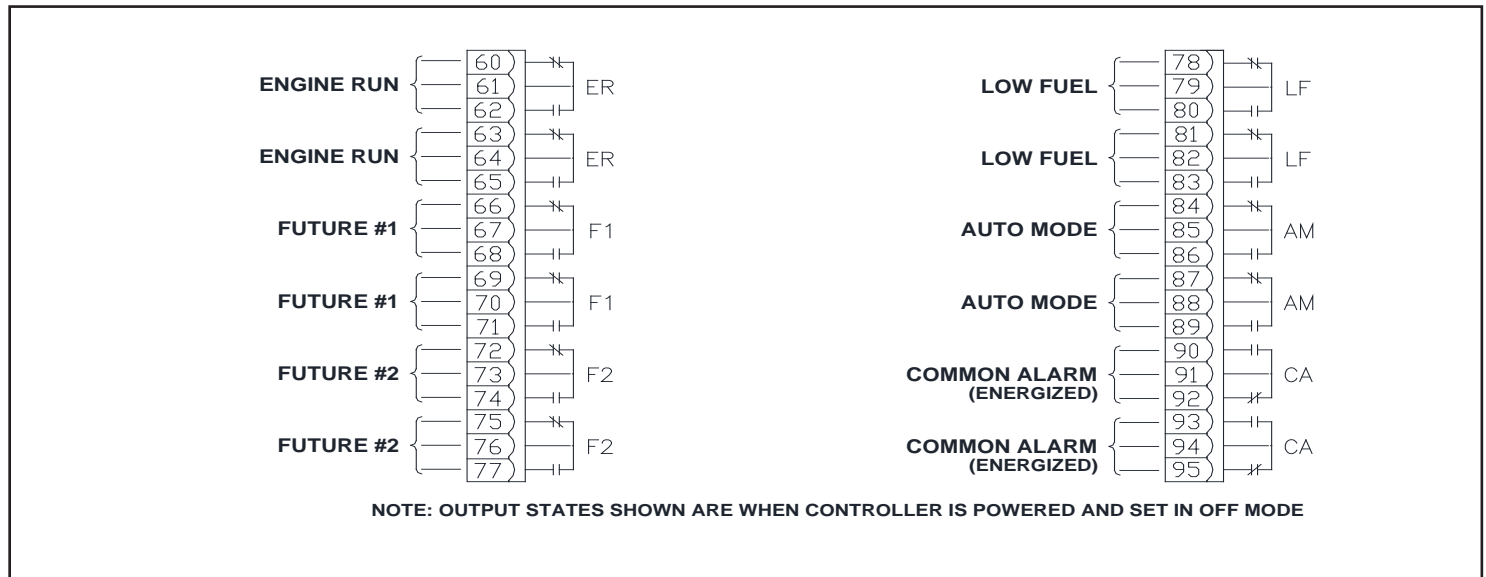 ENGINE RUN
60
61
62
ER
ENGINE RUN
63
64
65
ER
FUTURE #1
66
67
68
F1
FUTURE #1
69
70
71
F1
FUTURE #2
72
73
74
F2
FUTURE #2
75
76
77
F2
LOW FUEL
78
79
80
LF
LOW FUEL
81
82
83
LF
AUTO MODE
84
85
86
AM
AUTO MODE
87
88
89
AM
COMMON ALARM
(ENERGIZED)
90
91
92
CA
COMMON ALARM
(ENERGIZED)
93
94
95
CA
NOTE: OUTPUT STATES SHOWN ARE WHEN CONTROLLER IS POWERED AND SET IN OFF MODE